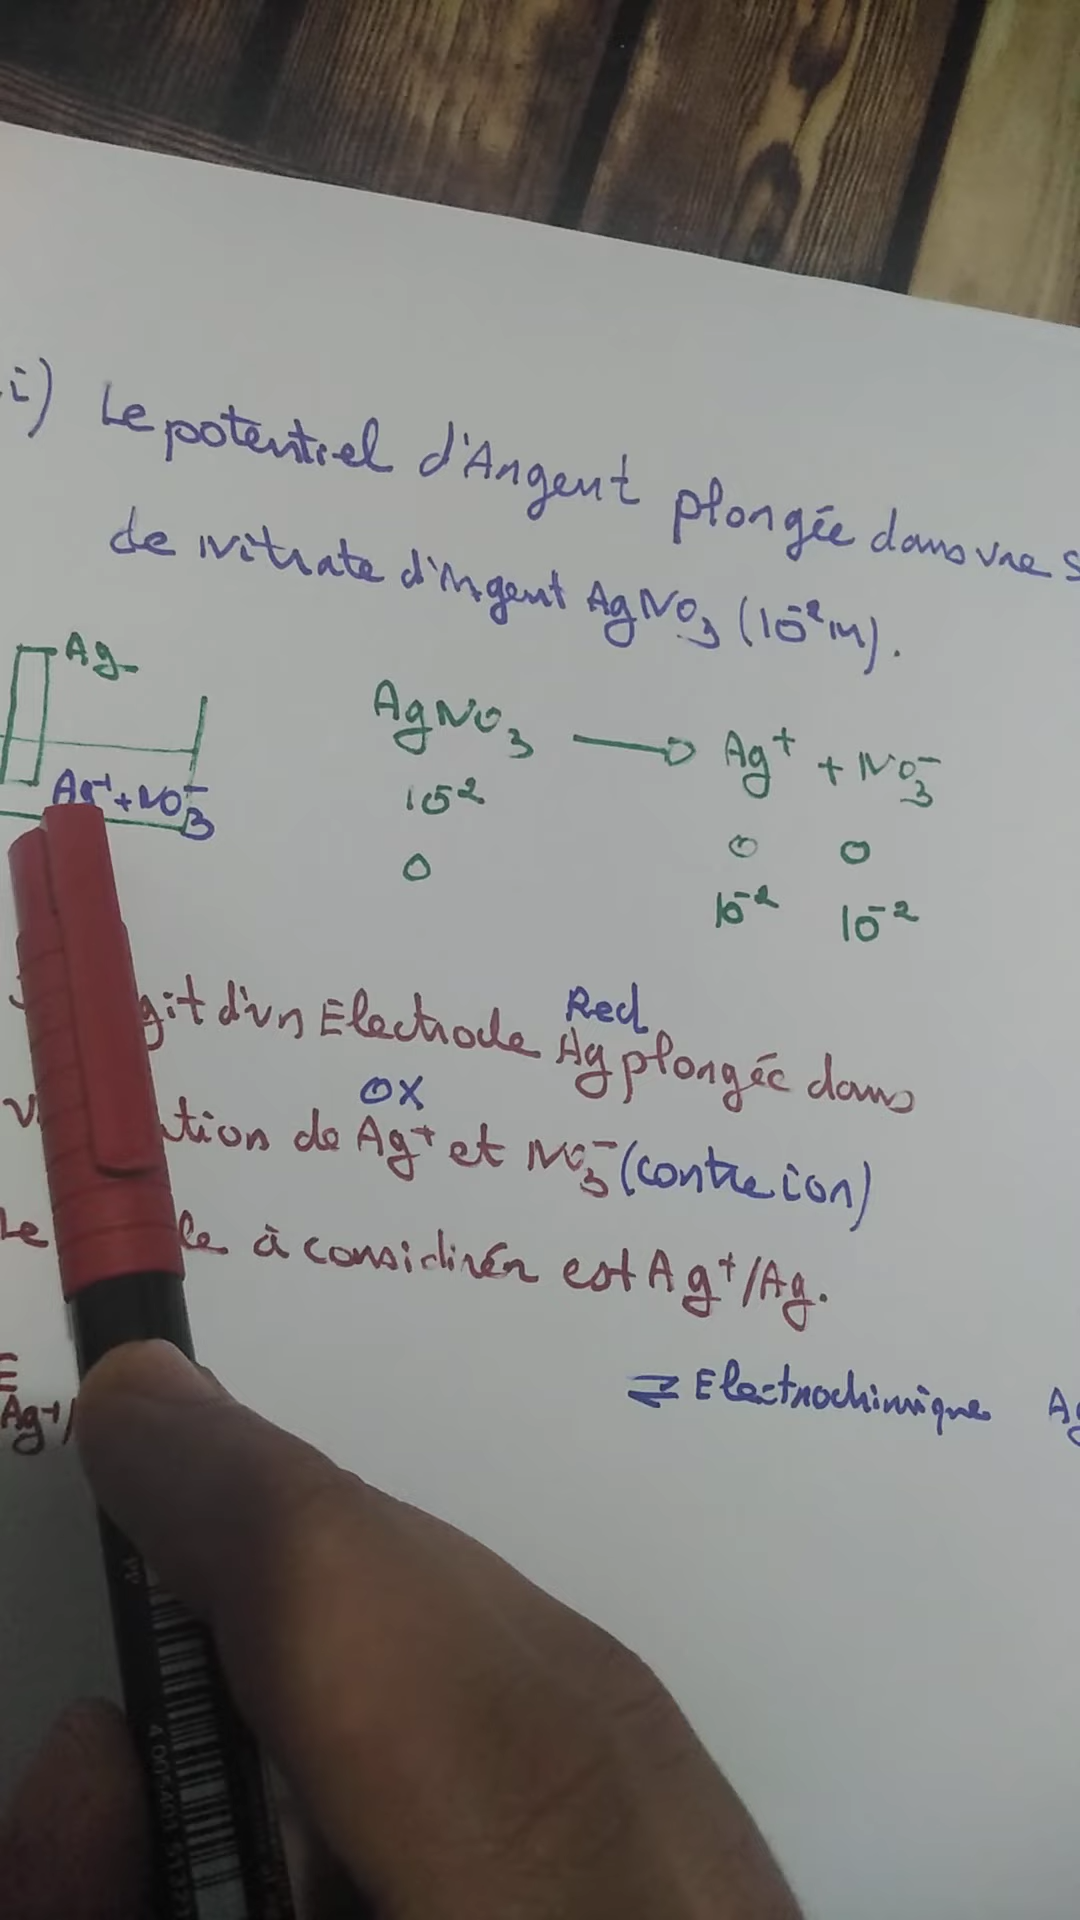 i) Le potentiel d'Angent plongée dans une S
de Nitrate d'Argent AgNO₃ (10⁻²M).
Ag
AgNO₃ → Ag⁺ + NO₃⁻
Ag⁺ + NO₃⁻
10⁻² 0 0
0 10⁻² 10⁻²
git d'un Electrode Ag plongée dans
Red
OX
tion de Ag⁺ et NO₃⁻ (contre ion)
Le le à considirér est Ag⁺/Ag.
⇌ Electrochimique
E Ag⁺/